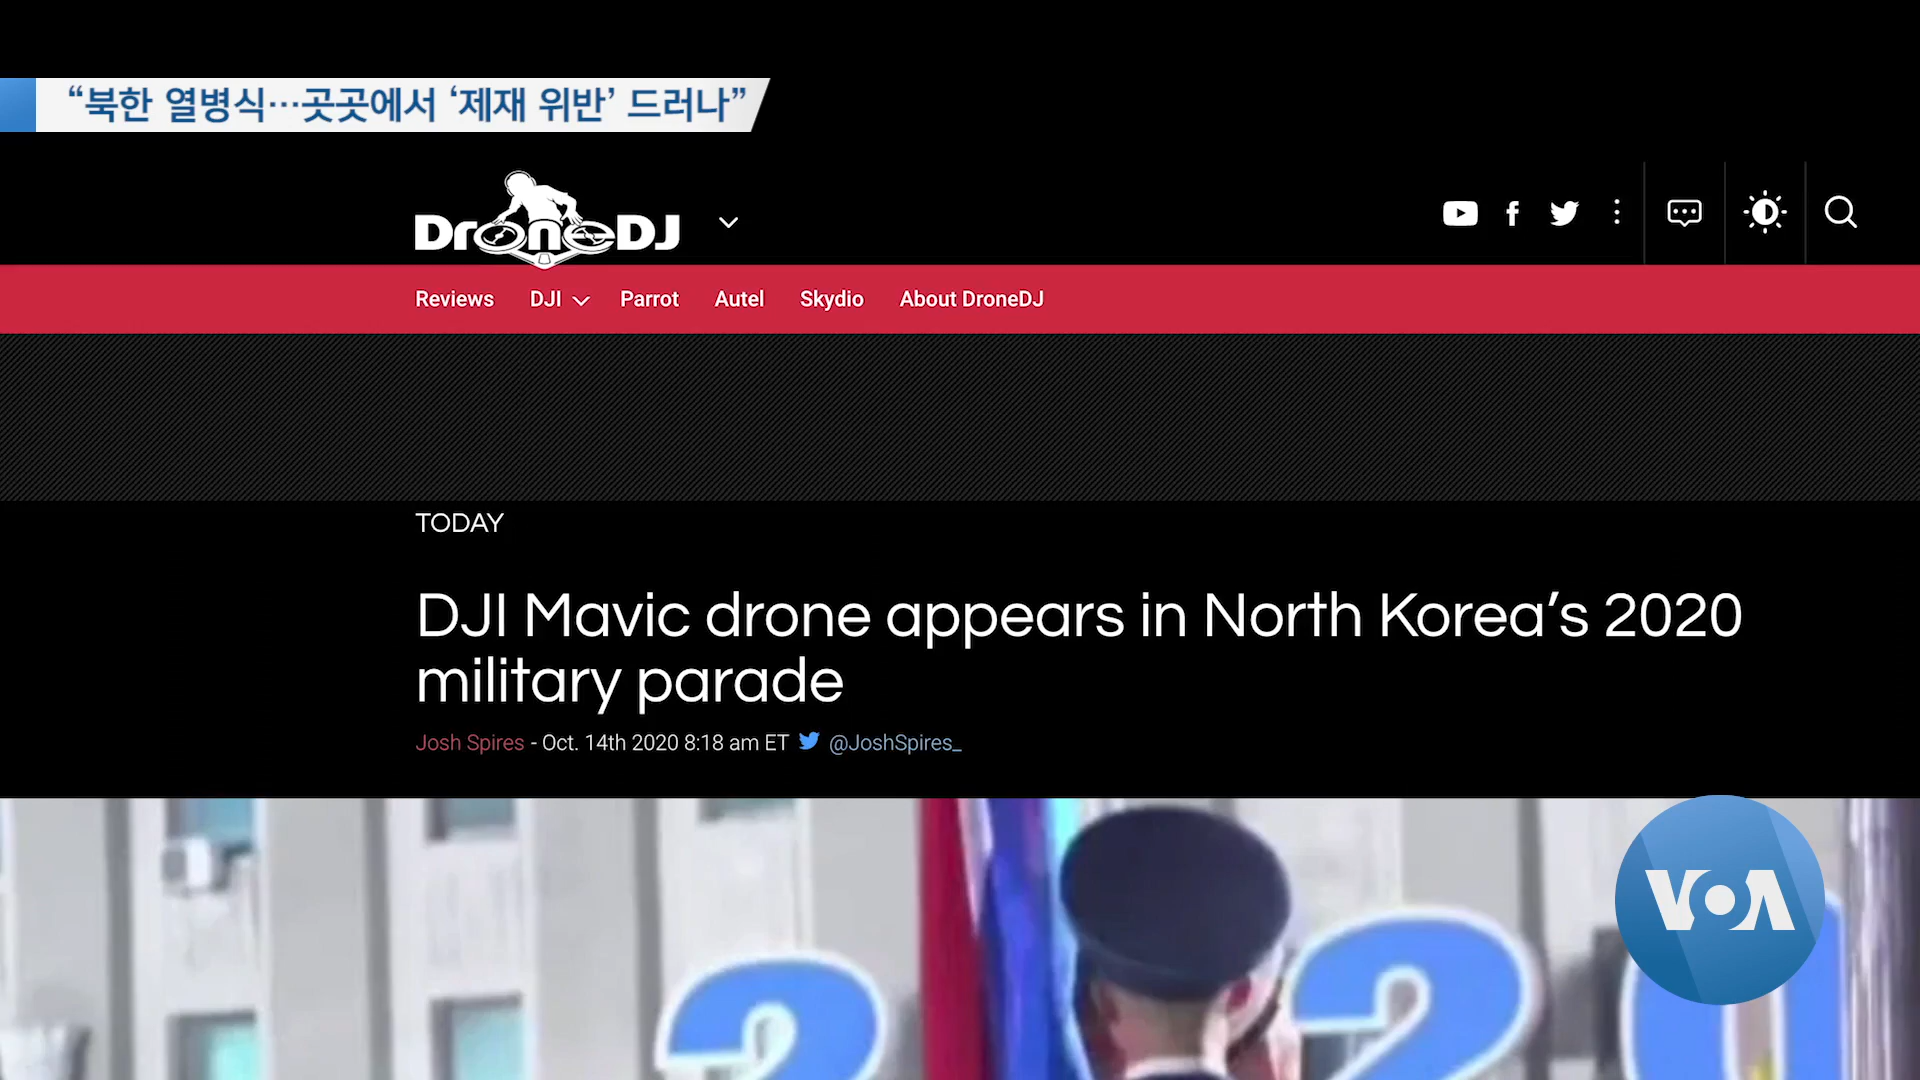 “북한 열병식…곳곳에서 ‘제재 위반’ 드러나”
DroneDJ
Reviews DJI Parrot Autel Skydio About DroneDJ
TODAY
DJI Mavic drone appears in North Korea’s 2020
military parade
Josh Spires - Oct. 14th 2020 8:18 am ET @JoshSpires_
VOA
2 20